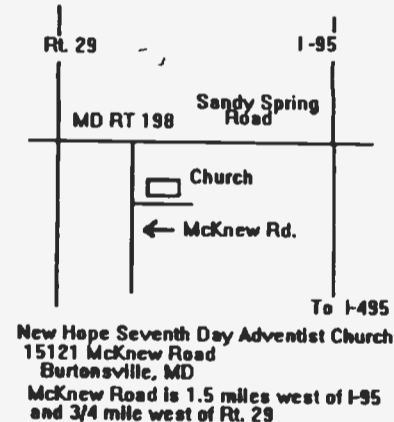 Rt. 29
I-95
Sandy Spring
Road
MD RT 198
Church
McKnew Rd.
To I-495
New Hope Seventh Day Adventist Church
15121 McKnew Road
Burtonsville, MD
McKnew Road is 1.5 miles west of I-95
and 3/4 mile west of Rt. 29